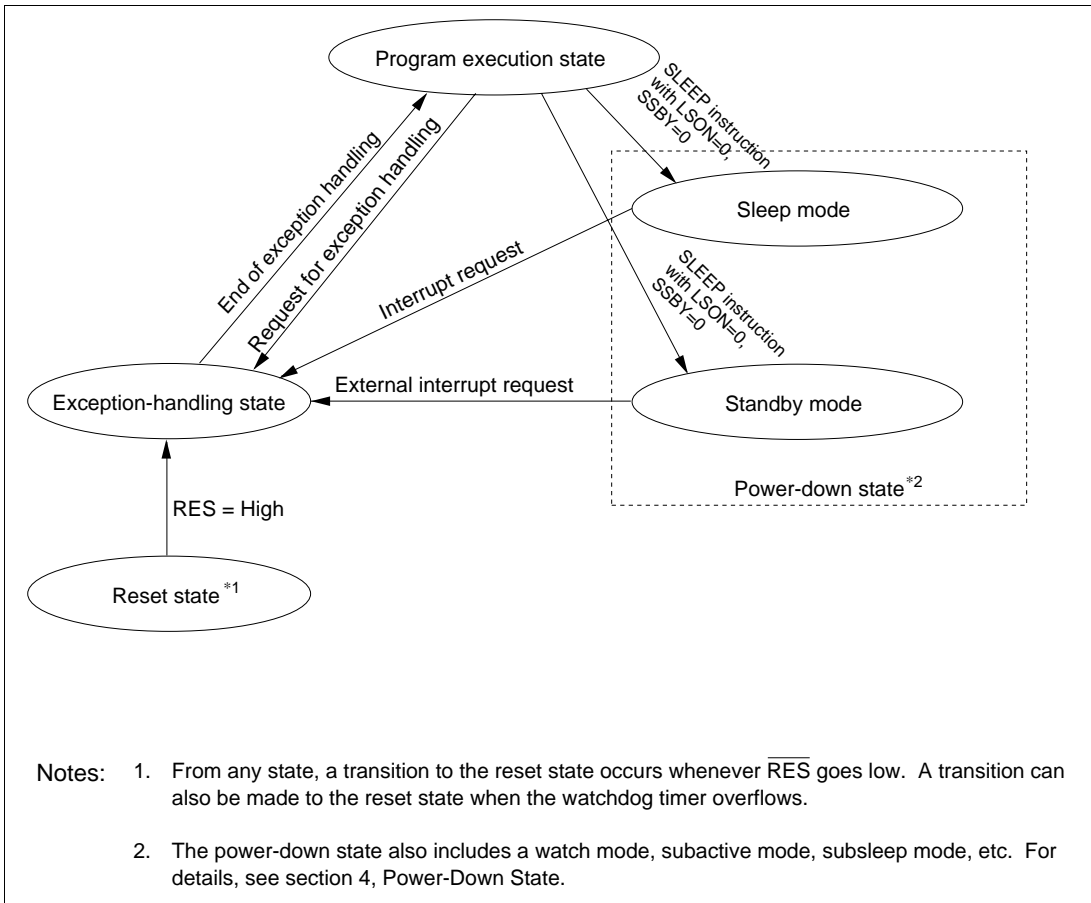 Program execution state
SLEEP instruction
with LSON=0,
SSBY=0
End of exception handling
Request for exception handling
Sleep mode
Interrupt request
SLEEP instruction
with LSON=0,
SSBY=0
External interrupt request
Exception-handling state
Standby mode
Power-down state*2
RES = High
Reset state*1
Notes: 1. From any state, a transition to the reset state occurs whenever R̅E̅S̅ goes low. A transition can
also be made to the reset state when the watchdog timer overflows.
2. The power-down state also includes a watch mode, subactive mode, subsleep mode, etc. For
details, see section 4, Power-Down State.